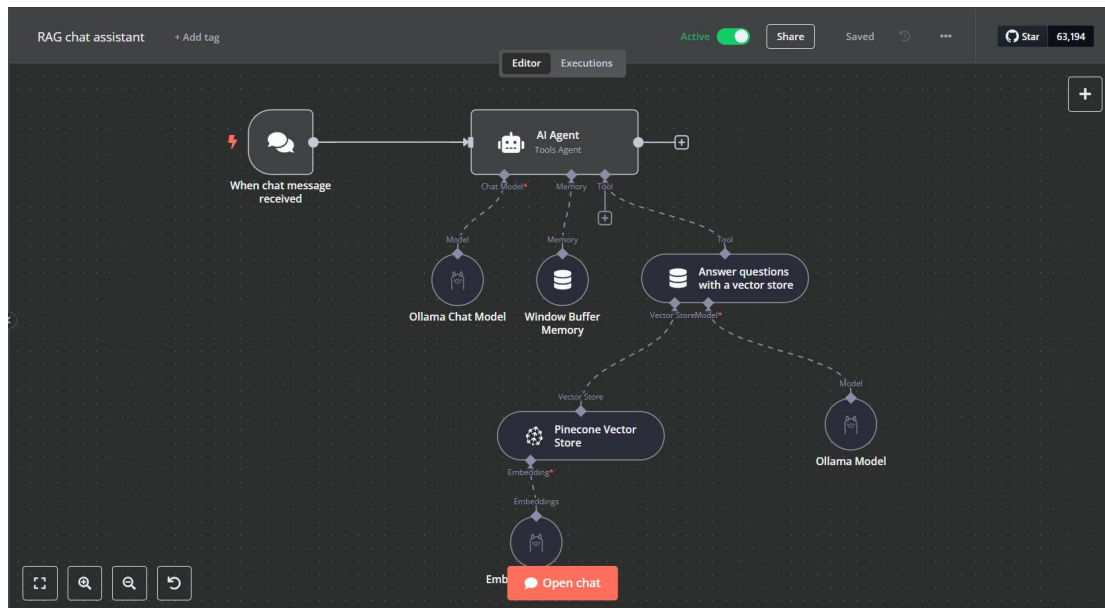 RAG chat assistant
+ Add tag
Active
Share
Saved
Star
63,194
Editor
Executions
When chat message
received
AI Agent
Tools Agent
Chat Model*
Memory
Tool
Model
Memory
Tool
Ollama Chat Model
Window Buffer
Memory
Answer questions
with a vector store
Vector Store
Model*
Vector Store
Model
Pinecone Vector
Store
Ollama Model
Embedding*
Embeddings
Emb
Open chat